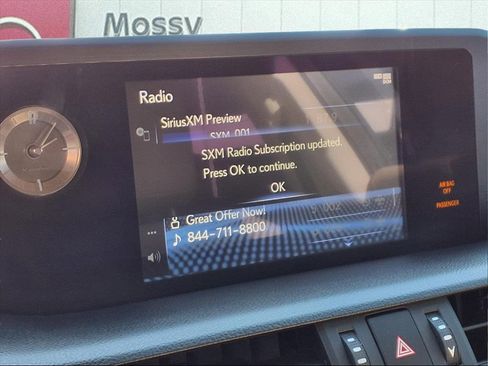 Mossy
Radio
SiriusXM Preview
SXM 001
SXM Radio Subscription updated.
Press OK to continue.
OK
Great Offer Now!
844-711-8800
AIR BAG
OFF
PASSENGER